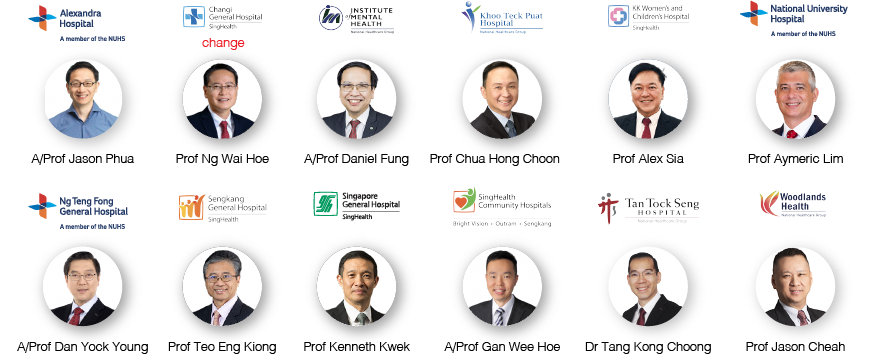 Alexandra
Hospital
A member of the NUHS
Changi
General Hospital
SingHealth
change
INSTITUTE
of MENTAL
HEALTH
National Healthcare Group
Khoo Teck Puat
Hospital
National Healthcare Group
KK Women's and
Children's Hospital
SingHealth
National University
Hospital
A member of the NUHS
A/Prof Jason Phua
Prof Ng Wai Hoe
A/Prof Daniel Fung
Prof Chua Hong Choon
Prof Alex Sia
Prof Aymeric Lim
Ng Teng Fong
General Hospital
A member of the NUHS
Sengkang
General Hospital
SingHealth
Singapore
General Hospital
SingHealth
SingHealth
Community Hospitals
Bright Vision • Outram • Sengkang
Tan Tock Seng
HOSPITAL
National Healthcare Group
Woodlands
Health
National Healthcare Group
A/Prof Dan Yock Young
Prof Teo Eng Kiong
Prof Kenneth Kwek
A/Prof Gan Wee Hoe
Dr Tang Kong Choong
Prof Jason Cheah